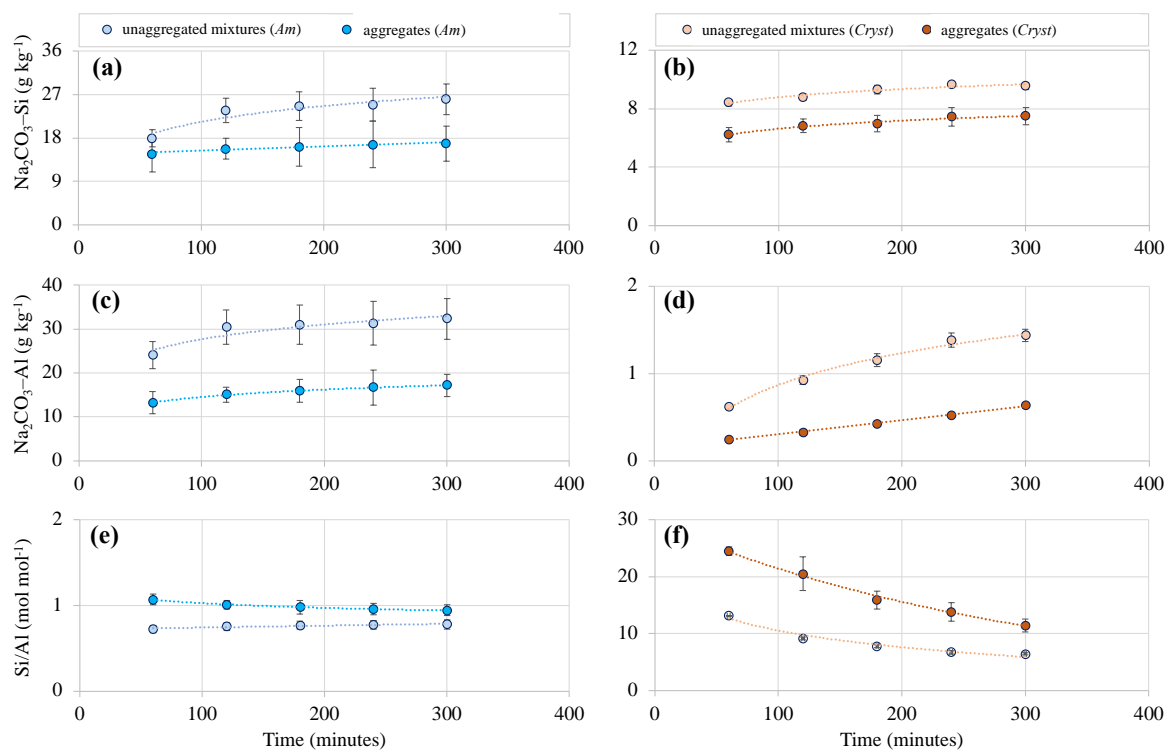 unaggregated mixtures (Am) aggregates (Am)
unaggregated mixtures (Cryst) aggregates (Cryst)
(a)
Na₂CO₃–Si (g kg⁻¹)
36
27
18
9
0
0 100 200 300 400
(b)
12
8
4
0
0 100 200 300 400
(c)
Na₂CO₃–Al (g kg⁻¹)
40
30
20
10
0
0 100 200 300 400
(d)
2
1
0
0 100 200 300 400
(e)
Si/Al (mol mol⁻¹)
2
1
0
0 100 200 300 400
Time (minutes)
(f)
30
20
10
0
0 100 200 300 400
Time (minutes)